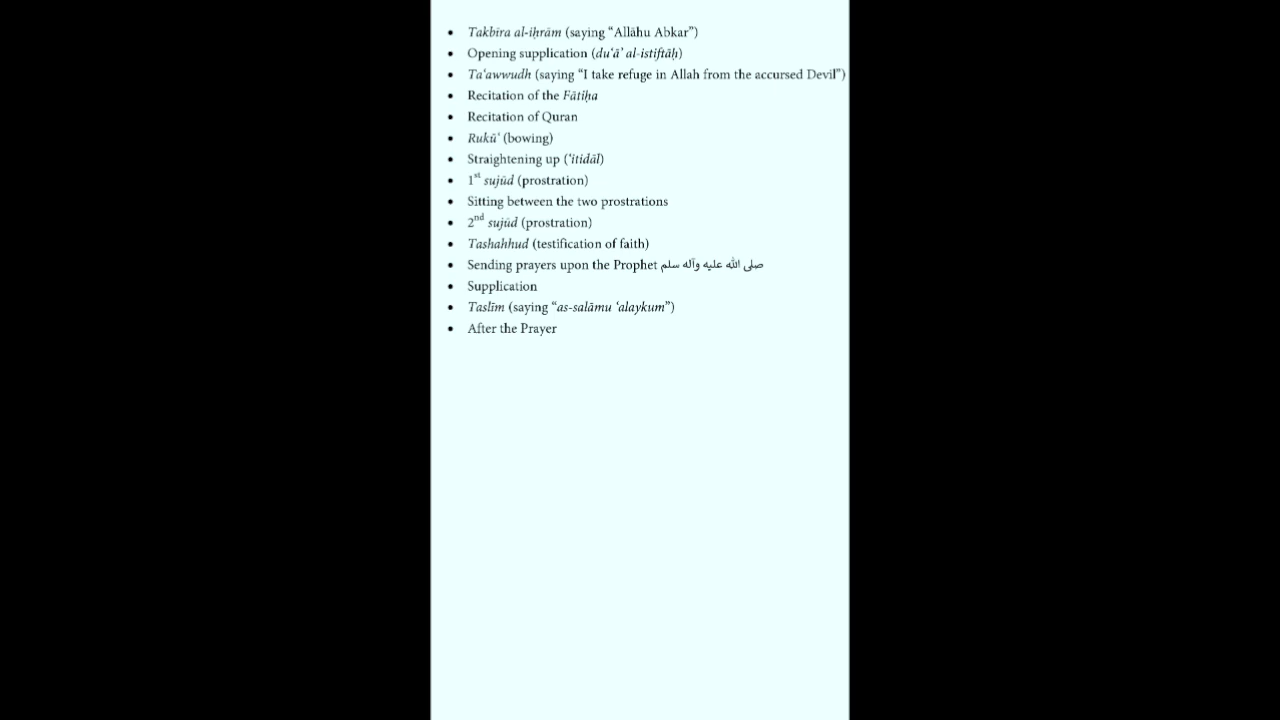 • Takbīra al-iḥrām (saying “Allāhu Abkar”)
• Opening supplication (du‘ā’ al-istiftāḥ)
• Ta‘awwudh (saying “I take refuge in Allah from the accursed Devil”)
• Recitation of the Fātiḥa
• Recitation of Quran
• Rukū‘ (bowing)
• Straightening up (‘itidāl)
• 1st sujūd (prostration)
• Sitting between the two prostrations
• 2nd sujūd (prostration)
• Tashahhud (testification of faith)
• Sending prayers upon the Prophet صلى الله عليه وآله سلم
• Supplication
• Taslīm (saying “as-salāmu ‘alaykum”)
• After the Prayer